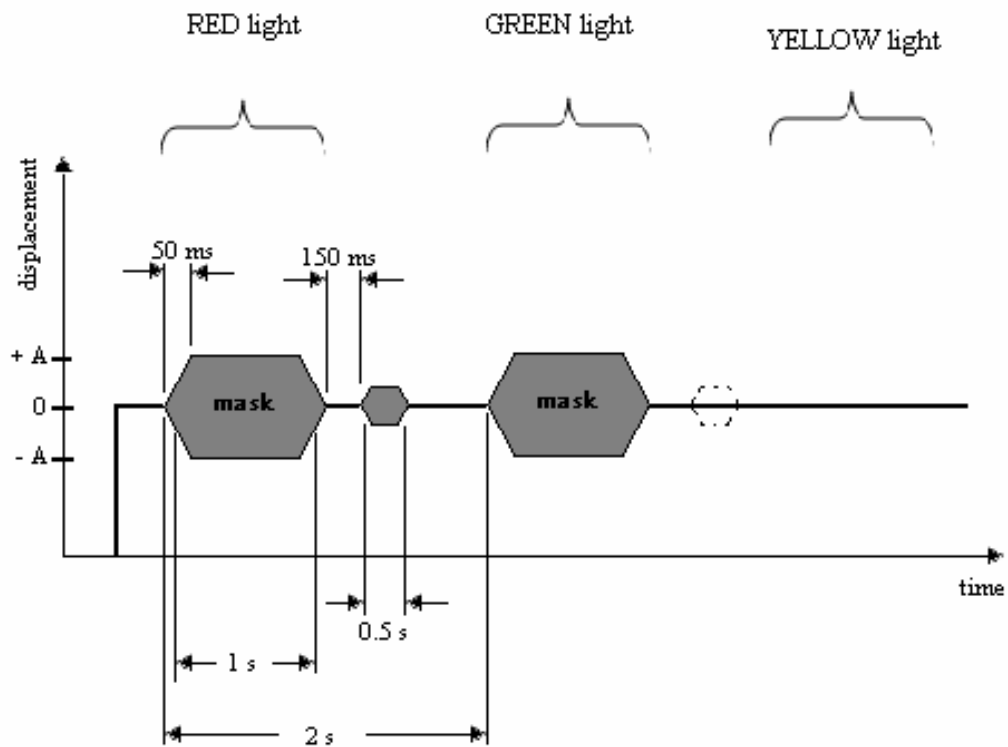 RED light
GREEN light
YELLOW light
displacement
50 ms
150 ms
+ A
0
- A
mask
mask
time
0.5 s
1 s
2 s